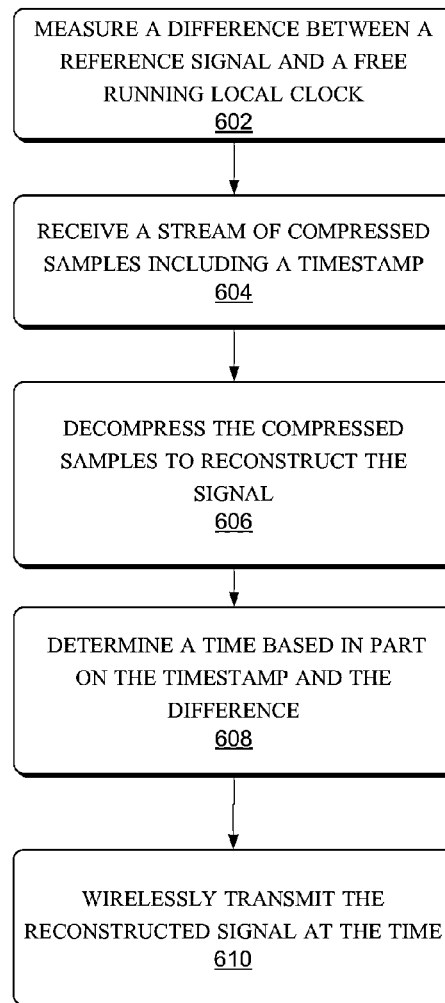 MEASURE A DIFFERENCE BETWEEN A
REFERENCE SIGNAL AND A FREE
RUNNING LOCAL CLOCK
602
RECEIVE A STREAM OF COMPRESSED
SAMPLES INCLUDING A TIMESTAMP
604
DECOMPRESS THE COMPRESSED
SAMPLES TO RECONSTRUCT THE
SIGNAL
606
DETERMINE A TIME BASED IN PART
ON THE TIMESTAMP AND THE
DIFFERENCE
608
WIRELESSLY TRANSMIT THE
RECONSTRUCTED SIGNAL AT THE TIME
610